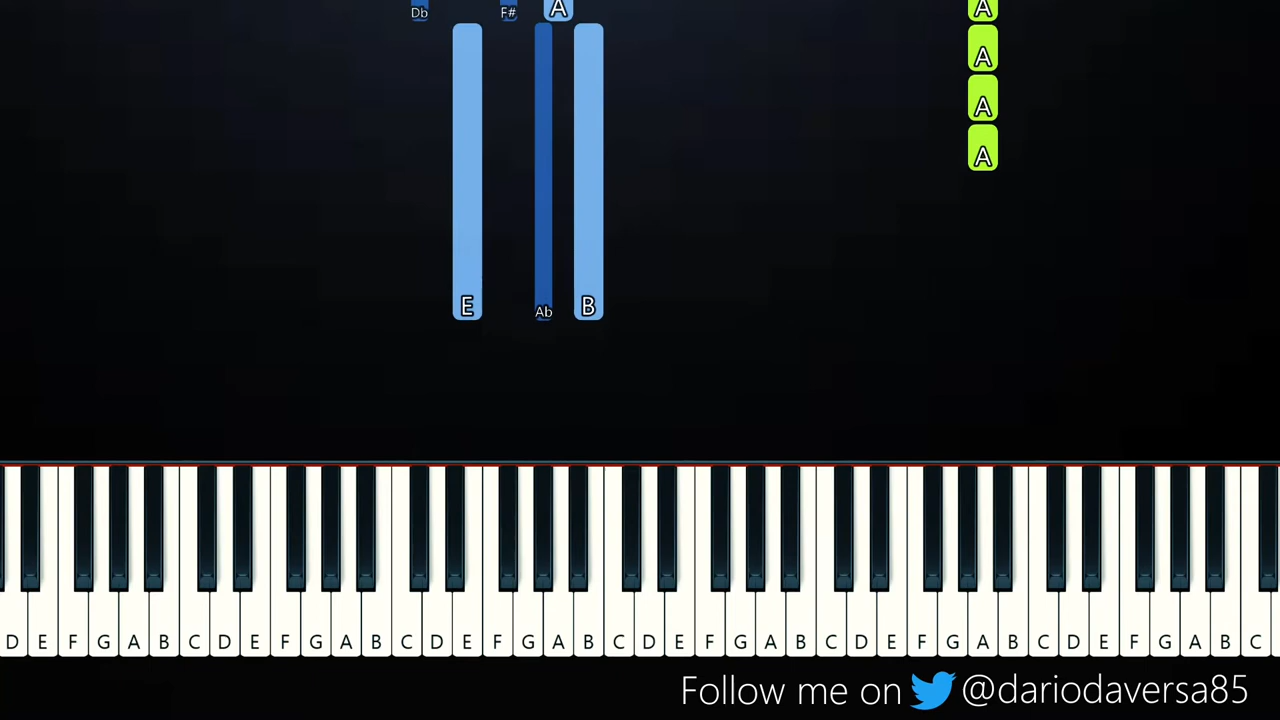 Db F# A A
A
A
A
E Ab B
D E F G A B C D E F G A B C D E F G A B C D E F G A B C D E F G A B C D E F G A B C
Follow me on @dariodaversa85